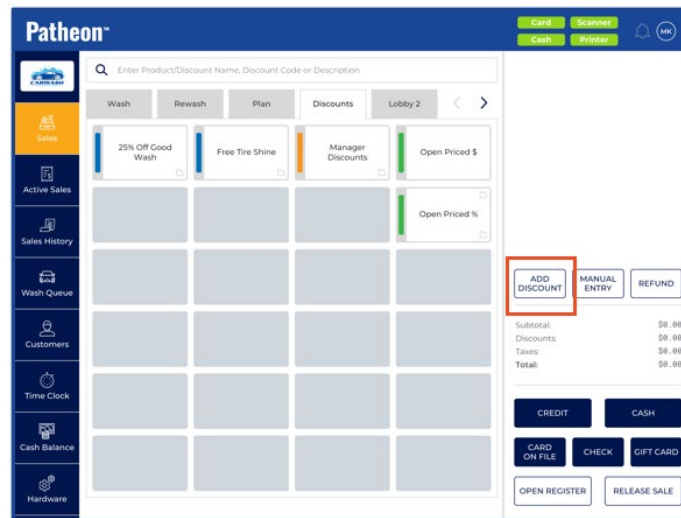 Patheon™
Card
Scanner
Cash
Printer
MK
CARWASH
Enter Product/Discount Name, Discount Code or Description
Wash
Rewash
Plan
Discounts
Lobby 2
25% Off Good
Wash
Free Tire Shine
Manager
Discounts
Open Priced $
Open Priced %
Sales
Active Sales
Sales History
Wash Queue
Customers
Time Clock
Cash Balance
Hardware
ADD
DISCOUNT
MANUAL
ENTRY
REFUND
Subtotal: $0.00
Discounts: $0.00
Taxes: $0.00
Total: $0.00
CREDIT
CASH
CARD
ON FILE
CHECK
GIFT CARD
OPEN REGISTER
RELEASE SALE